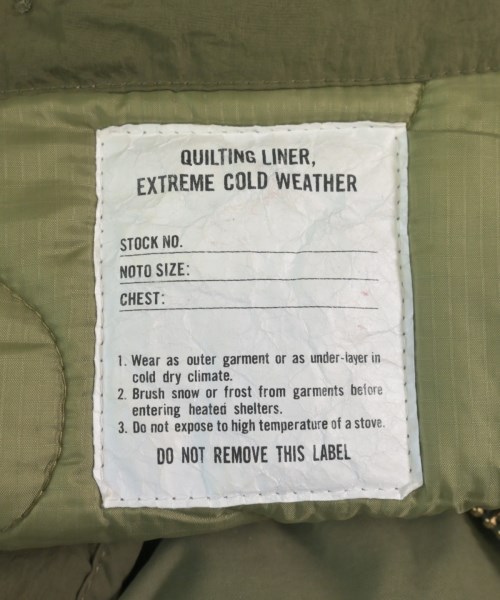 QUILTING LINER,
EXTREME COLD WEATHER
STOCK NO.
NOTO SIZE:
CHEST:
1. Wear as outer garment or as under-layer in
cold dry climate.
2. Brush snow or frost from garments before
entering heated shelters.
3. Do not expose to high temperature of a stove.
DO NOT REMOVE THIS LABEL